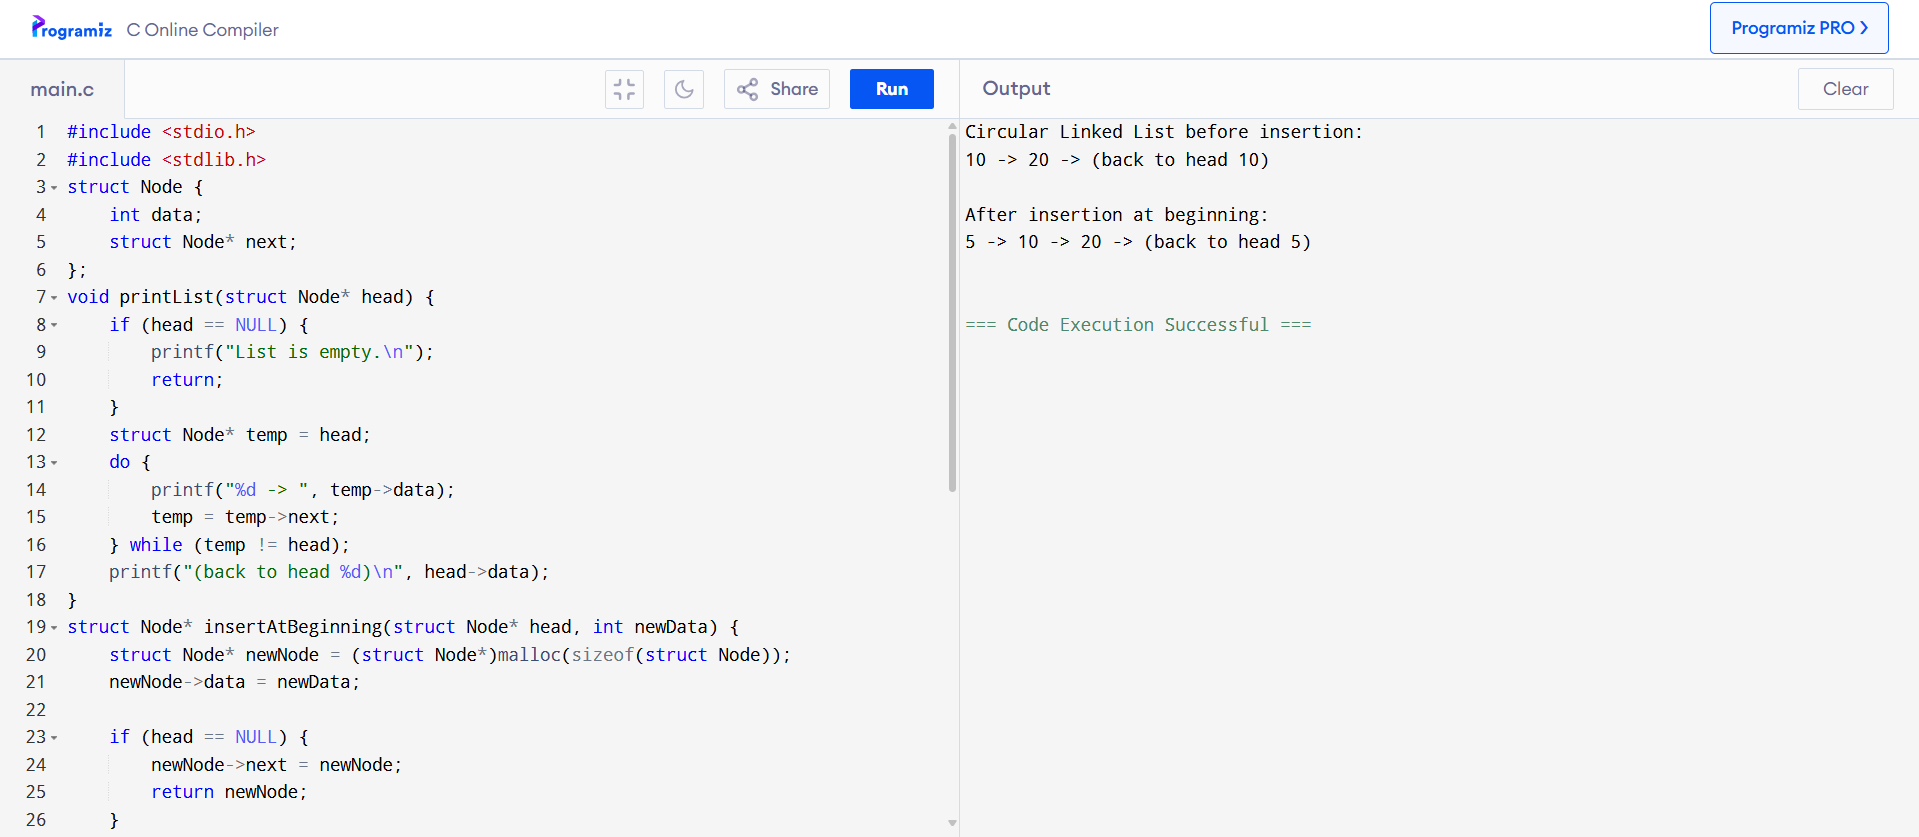 Programiz C Online Compiler Programiz PRO
main.c Share Run Output Clear
1 #include <stdio.h>
2 #include <stdlib.h>
3 struct Node {
4     int data;
5     struct Node* next;
6 };
7 void printList(struct Node* head) {
8     if (head == NULL) {
9         printf("List is empty.\n");
10         return;
11     }
12     struct Node* temp = head;
13     do {
14         printf("%d -> ", temp->data);
15         temp = temp->next;
16     } while (temp != head);
17     printf("(back to head %d)\n", head->data);
18 }
19 struct Node* insertAtBeginning(struct Node* head, int newData) {
20     struct Node* newNode = (struct Node*)malloc(sizeof(struct Node));
21     newNode->data = newData;
22
23     if (head == NULL) {
24         newNode->next = newNode;
25         return newNode;
26     }
Circular Linked List before insertion:
10 -> 20 -> (back to head 10)
After insertion at beginning:
5 -> 10 -> 20 -> (back to head 5)
=== Code Execution Successful ===